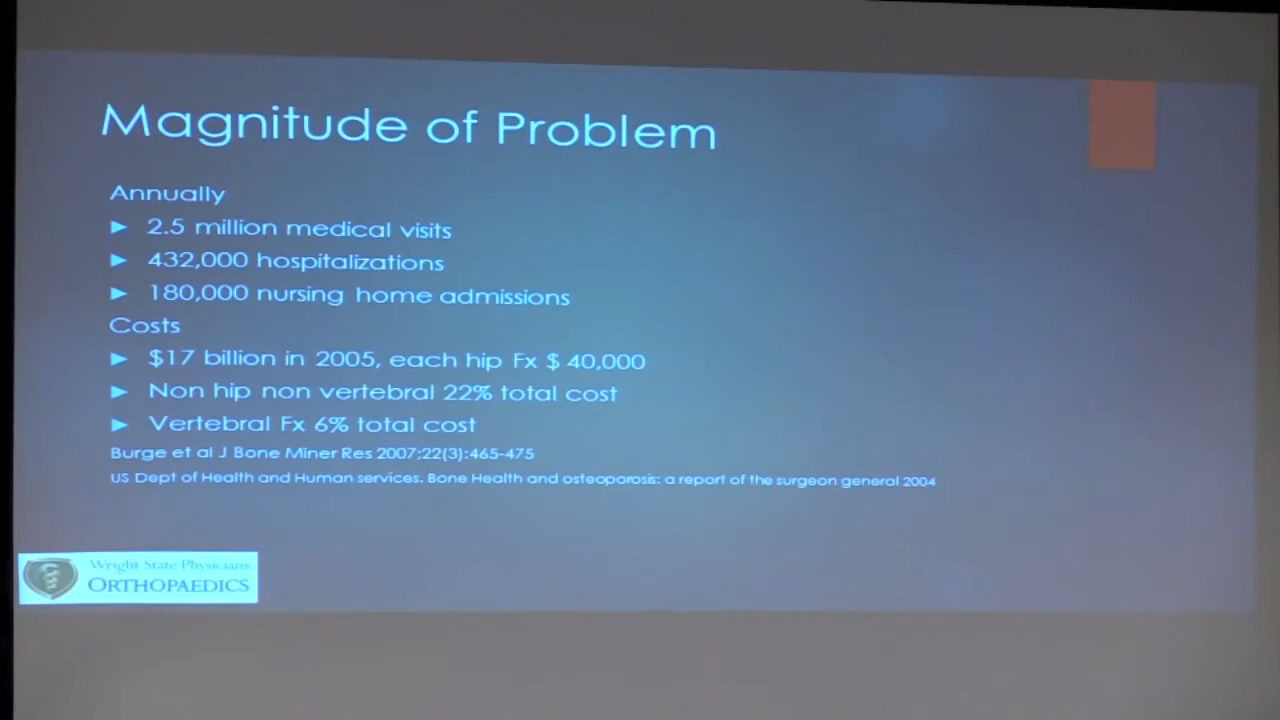 Magnitude of Problem
Annually
► 2.5 million medical visits
► 432,000 hospitalizations
► 180,000 nursing home admissions
Costs
► $17 billion in 2005, each hip Fx $ 40,000
► Non hip non vertebral 22% total cost
► Vertebral Fx 6% total cost
Burge et al J Bone Miner Res 2007;22(3):465-475
US Dept of Health and Human services. Bone Health and osteoporosis: a report of the surgeon general 2004
Wright State Physicians
ORTHOPAEDICS